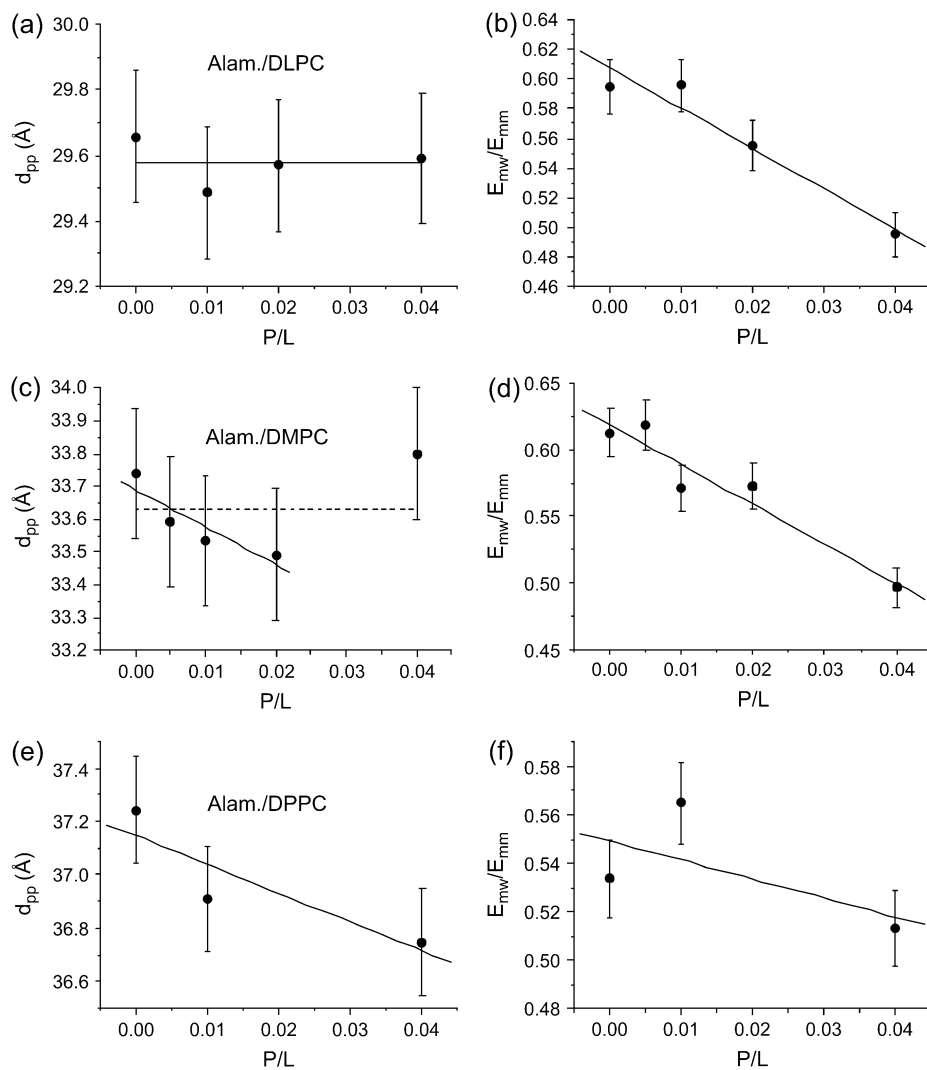 (a)
Alam./DLPC
30.0
29.8
29.6
29.4
29.2
d_pp (Å)
0.00 0.01 0.02 0.03 0.04
P/L
(b)
0.64
0.62
0.60
0.58
0.56
0.54
0.52
0.50
0.48
0.46
E_mw/E_mm
0.00 0.01 0.02 0.03 0.04
P/L
(c)
Alam./DMPC
34.0
33.9
33.8
33.7
33.6
33.5
33.4
33.3
33.2
d_pp (Å)
0.00 0.01 0.02 0.03 0.04
P/L
(d)
0.65
0.60
0.55
0.50
0.45
E_mw/E_mm
0.00 0.01 0.02 0.03 0.04
P/L
(e)
Alam./DPPC
37.4
37.2
37.0
36.8
36.6
d_pp (Å)
0.00 0.01 0.02 0.03 0.04
P/L
(f)
0.58
0.56
0.54
0.52
0.50
0.48
E_mw/E_mm
0.00 0.01 0.02 0.03 0.04
P/L